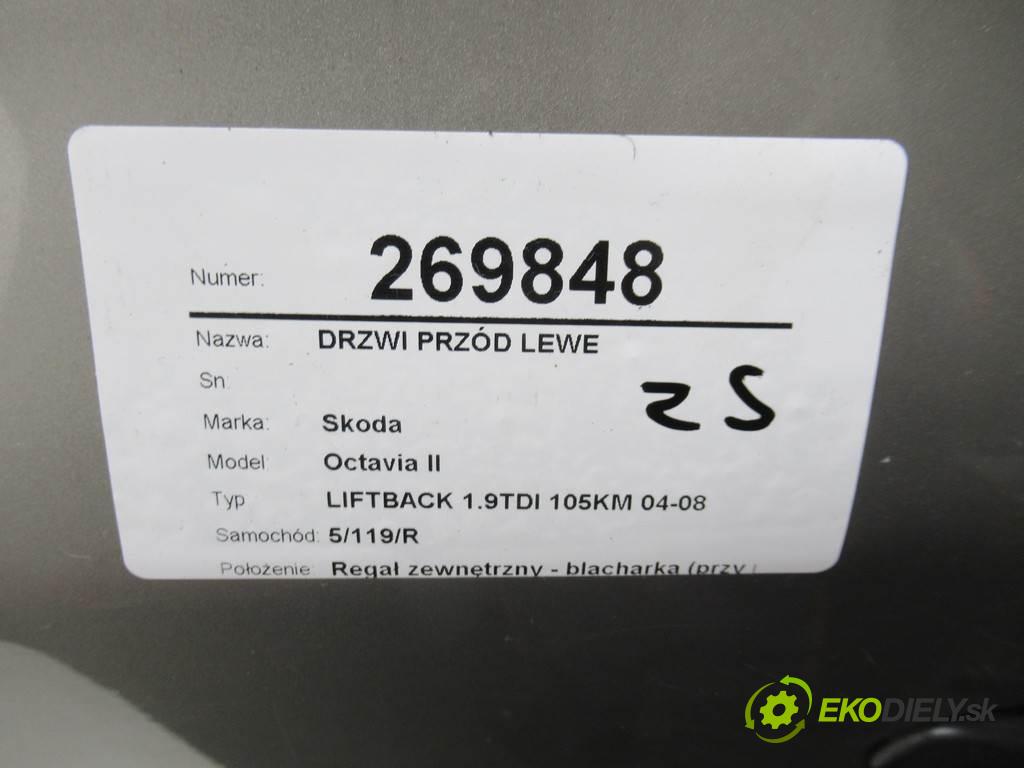 Numer: 269848
Nazwa: DRZWI PRZÓD LEWE
Sn:
zS
Marka: Skoda
Model: Octavia II
Typ LIFTBACK 1.9TDI 105KM 04-08
Samochód: 5/119/R
Położenie: Regał zewnętrzny - blacharka (przy
EKODIELY.sk